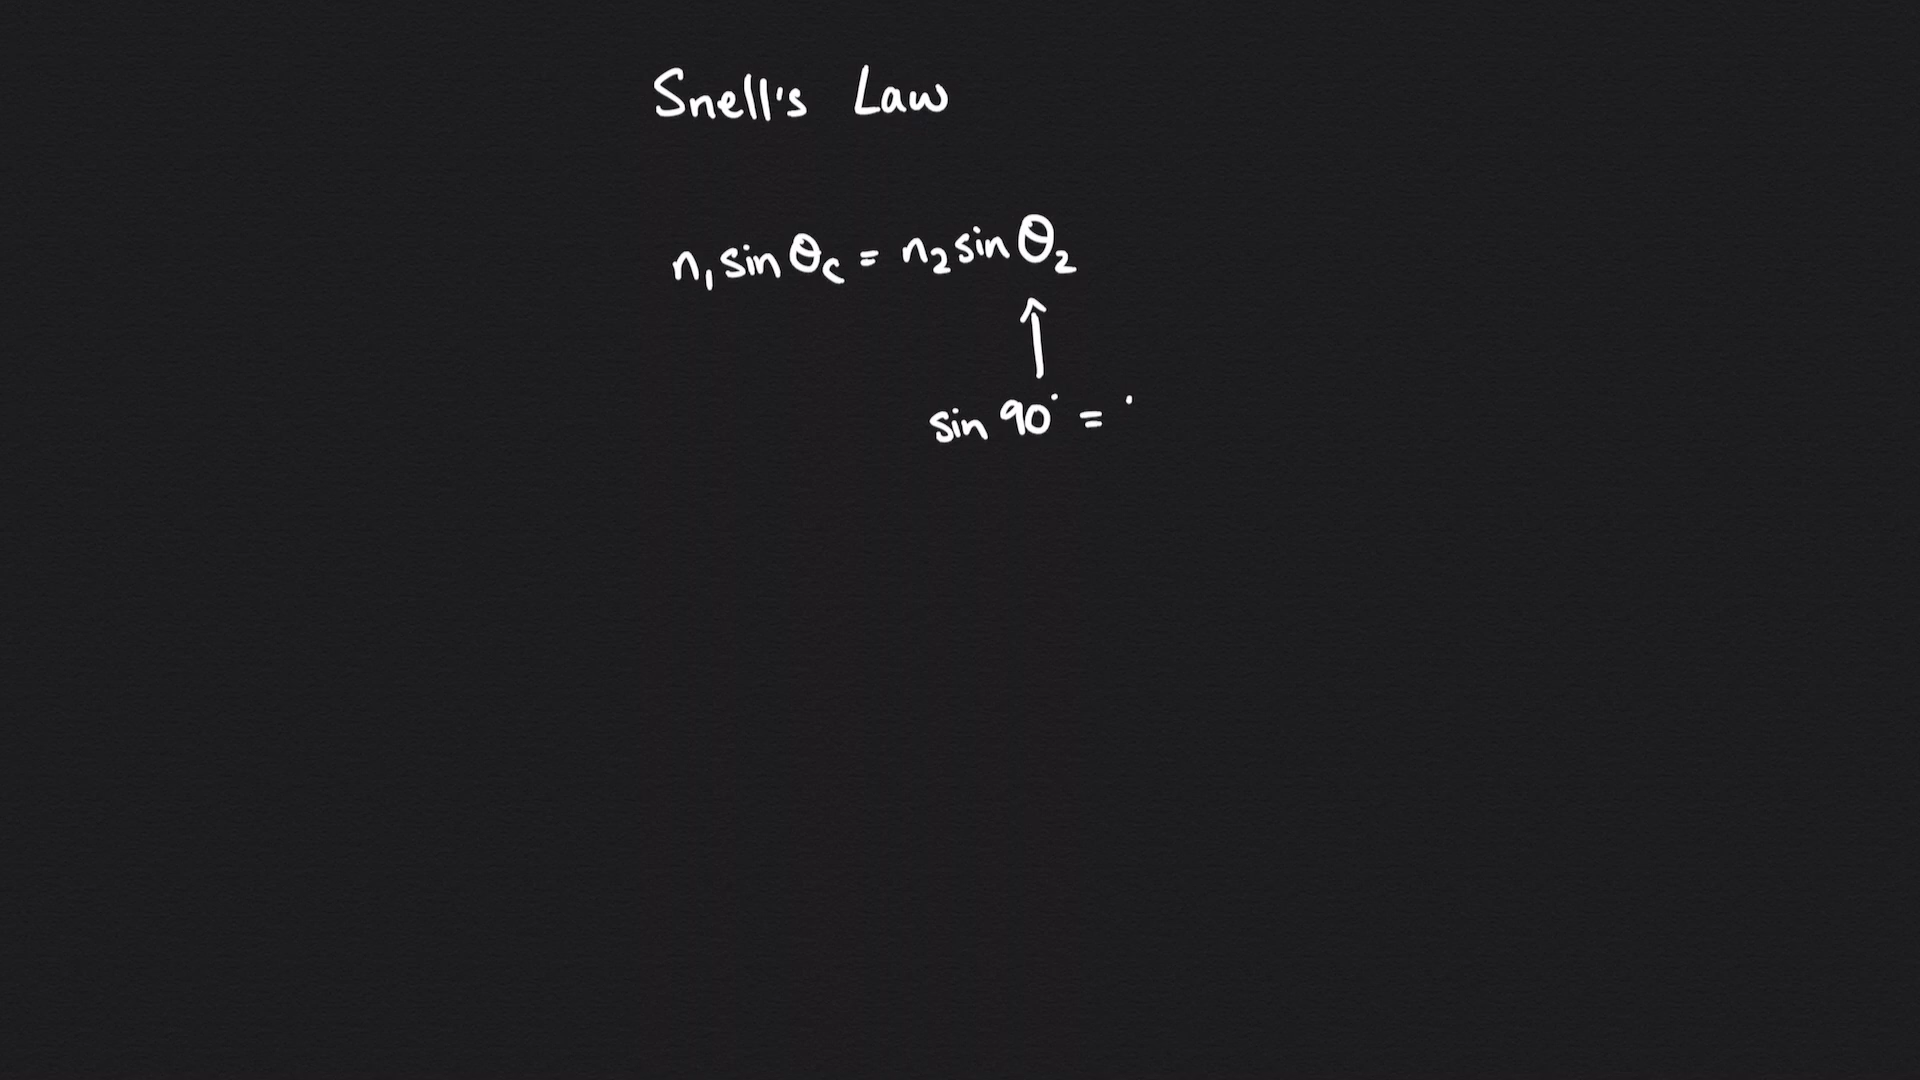 Snell's Law
n₁ sin θc = n₂ sin θ₂
↑
sin 90° =